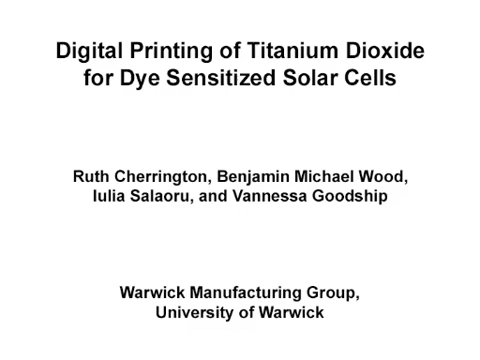 Digital Printing of Titanium Dioxide
for Dye Sensitized Solar Cells
Ruth Cherrington, Benjamin Michael Wood,
Iulia Salaoru, and Vannessa Goodship
Warwick Manufacturing Group,
University of Warwick